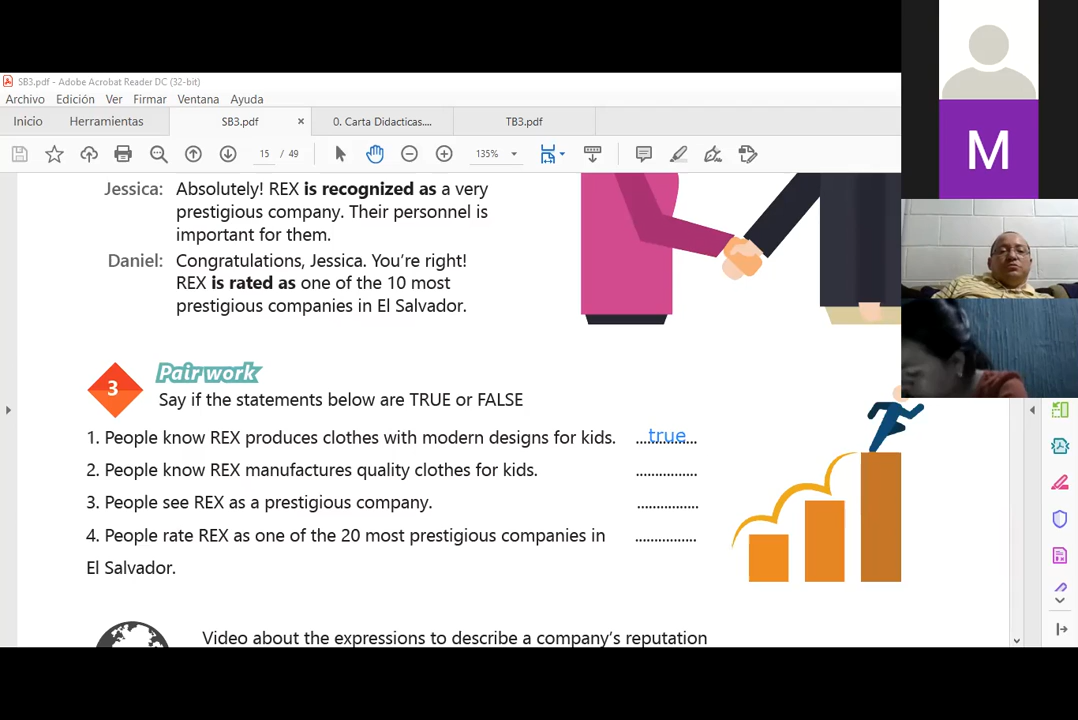 SB3.pdf - Adobe Acrobat Reader DC (32-bit)
Archivo Edición Ver Firmar Ventana Ayuda
Inicio Herramientas SB3.pdf × 0. Carta Didacticas.... TB3.pdf
15 / 49 135%
Jessica: Absolutely! REX is recognized as a very
prestigious company. Their personnel is
important for them.
Daniel: Congratulations, Jessica. You're right!
REX is rated as one of the 10 most
prestigious companies in El Salvador.
3 Pair work
Say if the statements below are TRUE or FALSE
1. People know REX produces clothes with modern designs for kids. ...true...
2. People know REX manufactures quality clothes for kids. ................
3. People see REX as a prestigious company. ................
4. People rate REX as one of the 20 most prestigious companies in ................
El Salvador.
Video about the expressions to describe a company's reputation
M